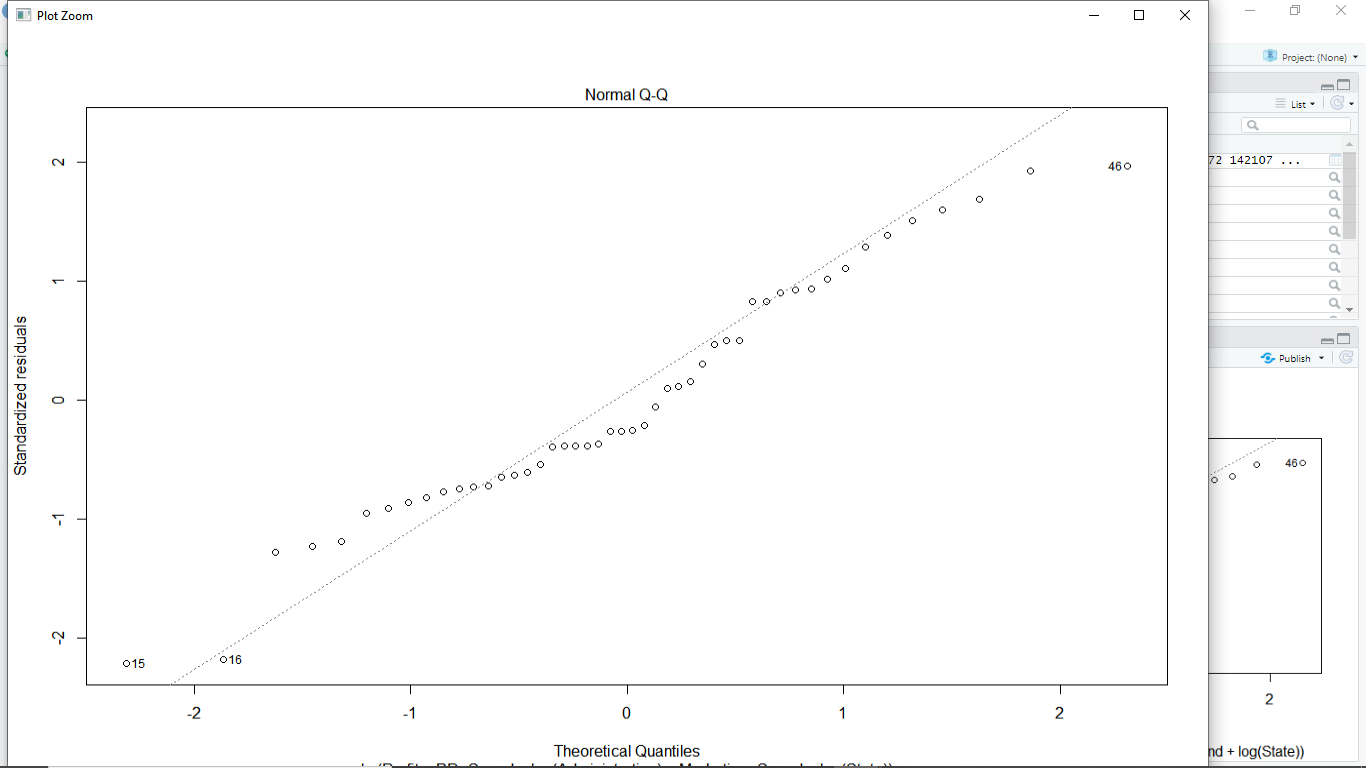 Plot Zoom
Project: (None)
List
72 142107 ...
Publish
Normal Q-Q
Standardized residuals
2
1
0
-1
-2
46
15
16
-2
-1
0
1
2
Theoretical Quantiles
46
2
nd + log(State))